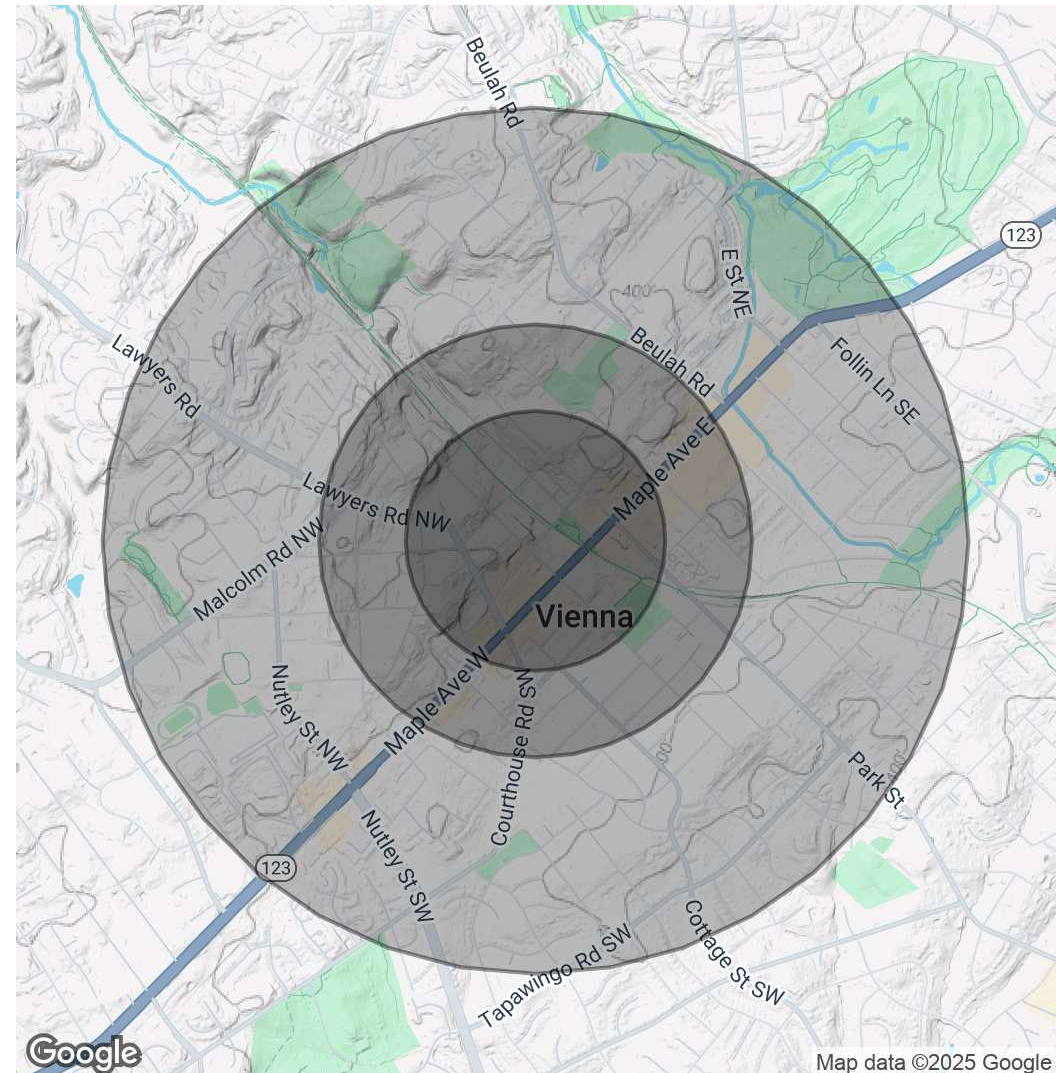 Beulah Rd
123
E St NE
Lawyers Rd
400
Beulah Rd
Follin Ln SE
Maple Ave E
Lawyers Rd NW
Malcolm Rd NW
Vienna
Maple Ave W
Nutley St NW
Courthouse Rd SW
Park St
400
Nutley St SW
123
Cottage St SW
Tapawingo Rd SW
Google
Map data ©2025 Google